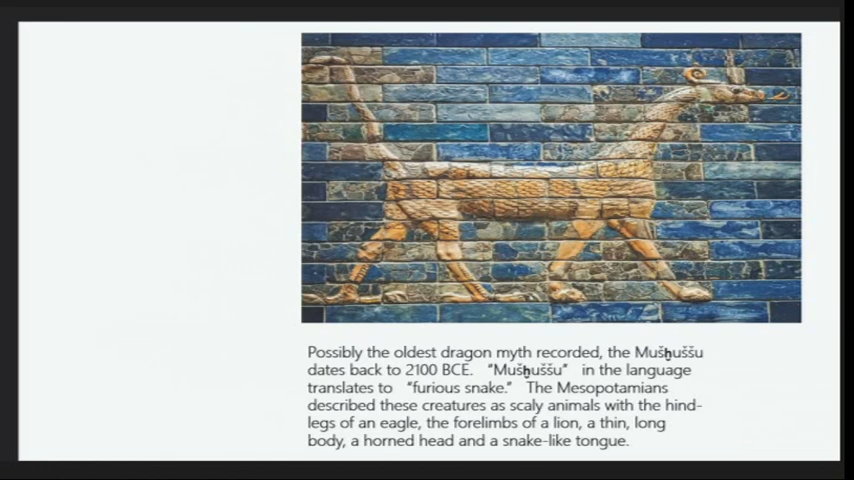 Possibly the oldest dragon myth recorded, the Mušḫuššu
dates back to 2100 BCE. "Mušḫuššu" in the language
translates to "furious snake." The Mesopotamians
described these creatures as scaly animals with the hind-
legs of an eagle, the forelimbs of a lion, a thin, long
body, a horned head and a snake-like tongue.